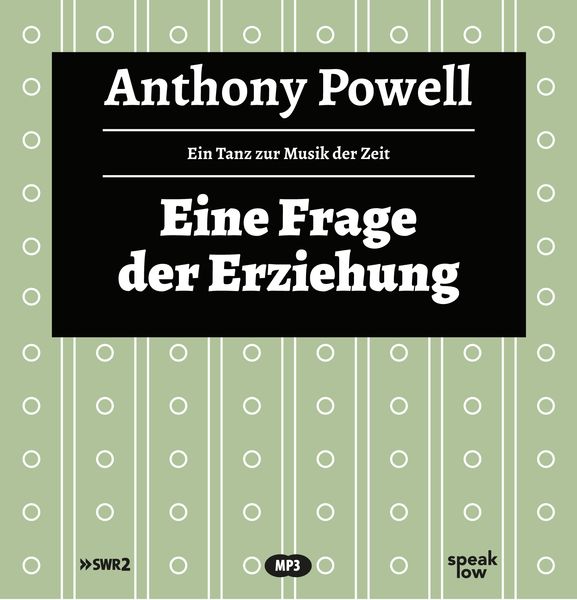 Anthony Powell
Ein Tanz zur Musik der Zeit
Eine Frage
der Erziehung
»SWR2
MP3
speak
low